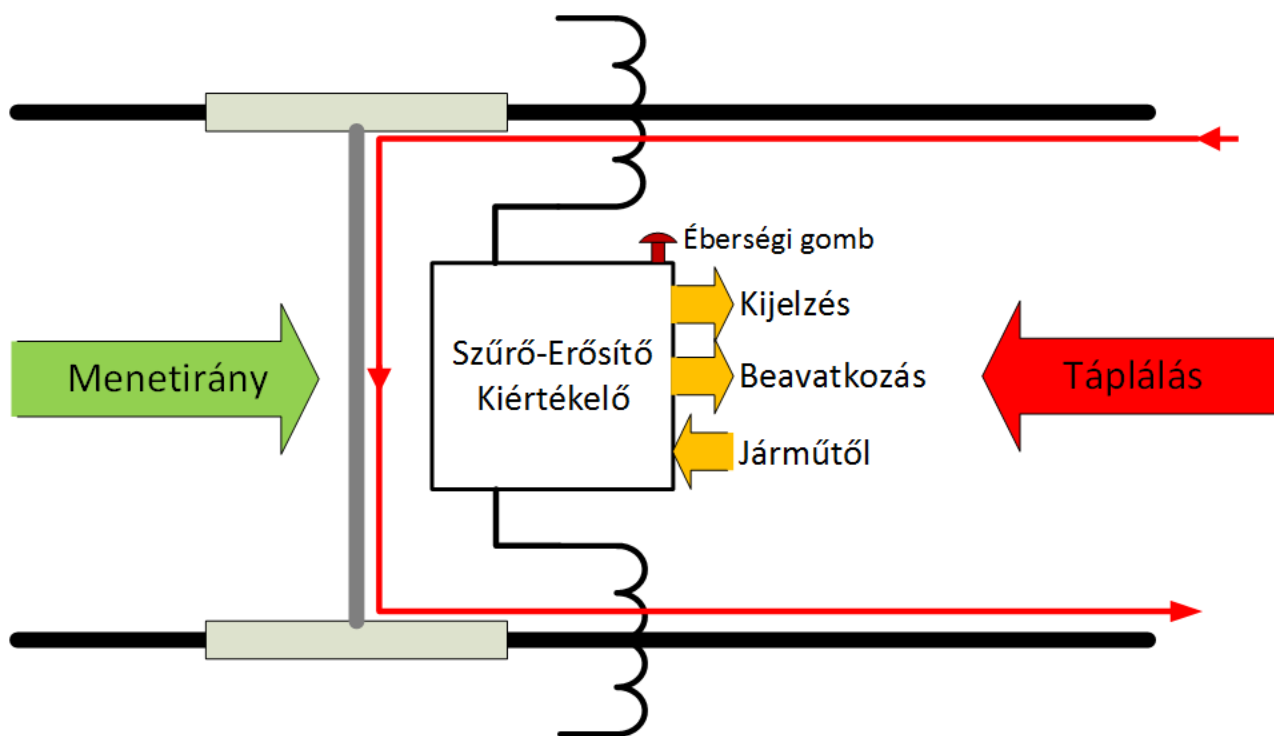 Éberségi gomb
Kijelzés
Szűrő-Erősítő
Kiértékelő
Menetirány
Beavatkozás
Táplálás
Járműtől